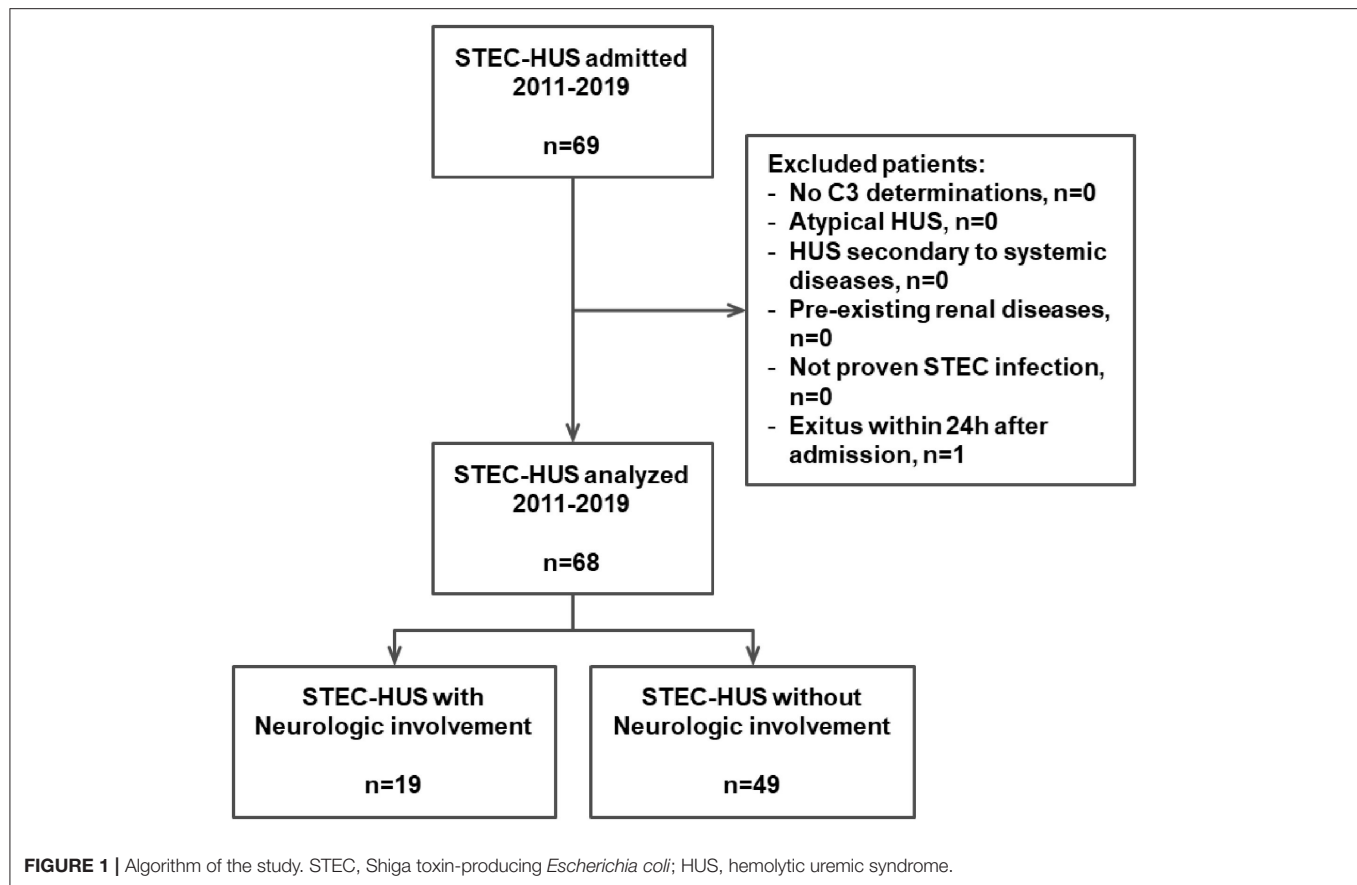 STEC-HUS admitted
2011-2019
n=69
Excluded patients:
- No C3 determinations, n=0
- Atypical HUS, n=0
- HUS secondary to systemic
diseases, n=0
- Pre-existing renal diseases,
n=0
- Not proven STEC infection,
n=0
- Exitus within 24h after
admission, n=1
STEC-HUS analyzed
2011-2019
n=68
STEC-HUS with
Neurologic involvement
n=19
STEC-HUS without
Neurologic involvement
n=49
FIGURE 1 | Algorithm of the study. STEC, Shiga toxin-producing Escherichia coli; HUS, hemolytic uremic syndrome.